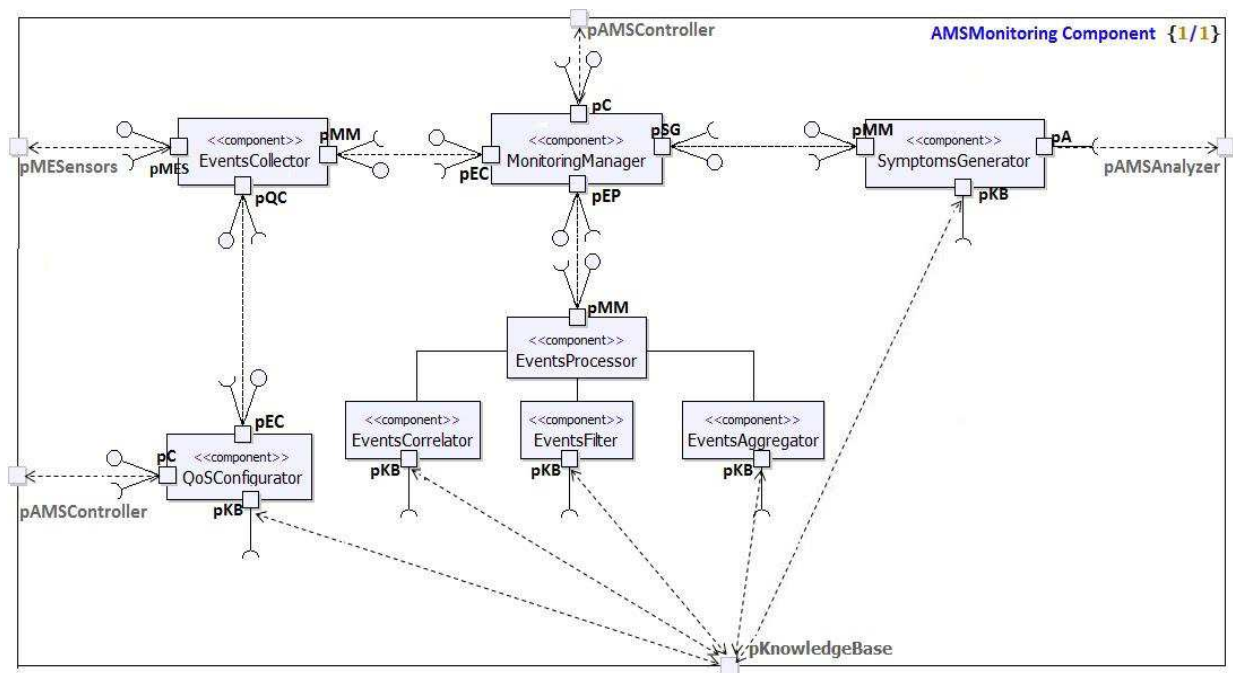 pAMSController
AMSMonitoring Component {1/1}
pC
<<component>>
EventsCollector
pMM
pMES
pQC
pMESensors
<<component>>
MonitoringManager
pSG
pEC
pEP
pMM
<<component>>
SymptomsGenerator
pA
pKB
pAMSAnalyzer
pMM
<<component>>
EventsProcessor
<<component>>
EventsCorrelator
pKB
<<component>>
EventsFilter
pKB
<<component>>
EventsAggregator
pKB
pEC
pC
<<component>>
QoSConfigurator
pKB
pAMSController
pKnowledgeBase